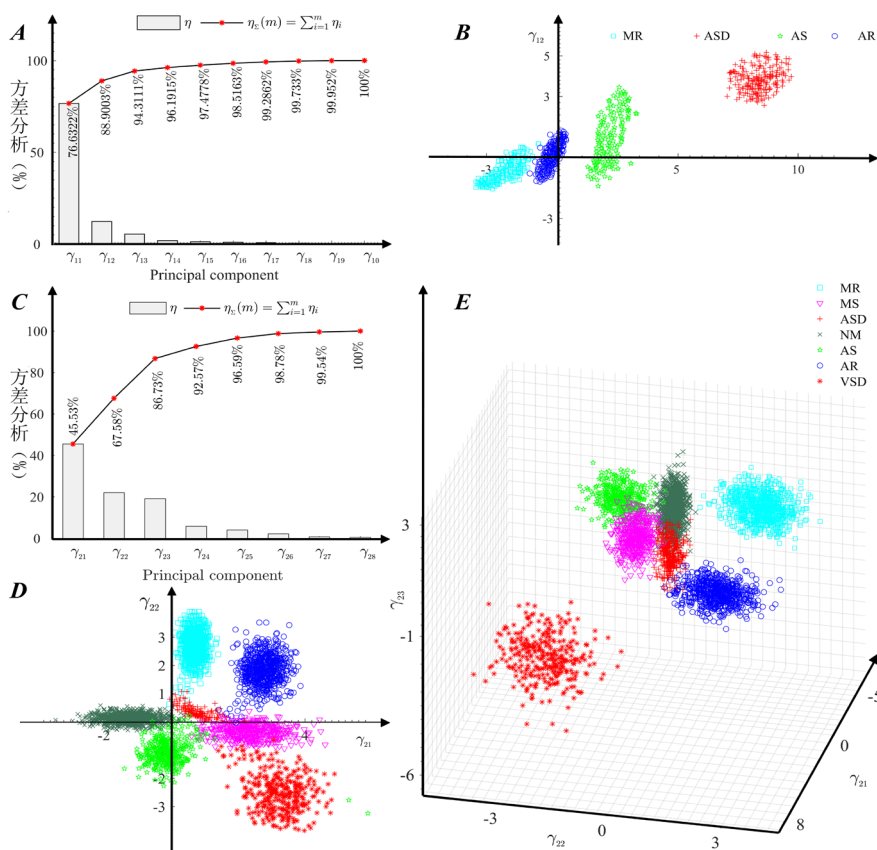 A
η η_Σ(m) = ∑_{i=1}^{m} η_i
100
50
0
方差分析（%）
76.6322%
88.9003%
94.3111%
96.1915%
97.4778%
98.5163%
99.2862%
99.733%
99.952%
100%
γ₁₁ γ₁₂ γ₁₃ γ₁₄ γ₁₅ γ₁₆ γ₁₇ γ₁₈ γ₁₉ γ₁₀
Principal component
B
γ₁₂
MR ASD AS AR
5
3
-3 5 10
-3
C
η η_Σ(m) = ∑_{i=1}^{m} η_i
100
80
60
40
20
0
方差分析（%）
45.53%
67.58%
86.73%
92.57%
96.59%
98.78%
99.54%
100%
γ₂₁ γ₂₂ γ₂₃ γ₂₄ γ₂₅ γ₂₆ γ₂₇ γ₂₈
Principal component
D
γ₂₂
3
2
1
-2 4 γ₂₁
-2
-3
E
MR
MS
ASD
NM
AS
AR
VSD
3
-1
-6
γ₂₃
-3 0 3
γ₂₂
8
0
-5
γ₂₁